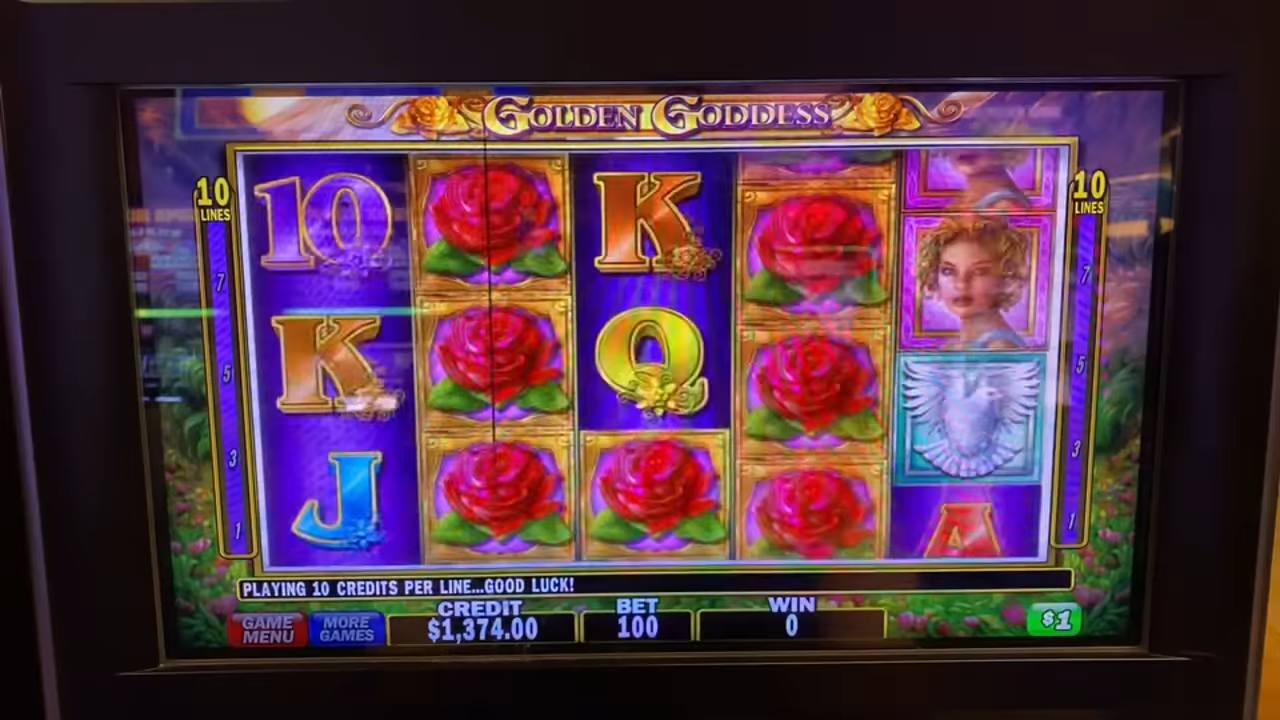 GOLDEN GODDESS
10
LINES
10
LINES
7
5
3
1
7
5
3
1
10
K
K
Q
J
A
PLAYING 10 CREDITS PER LINE...GOOD LUCK!
GAME
MENU
MORE
GAMES
CREDIT
$1,374.00
BET
100
WIN
0
$1